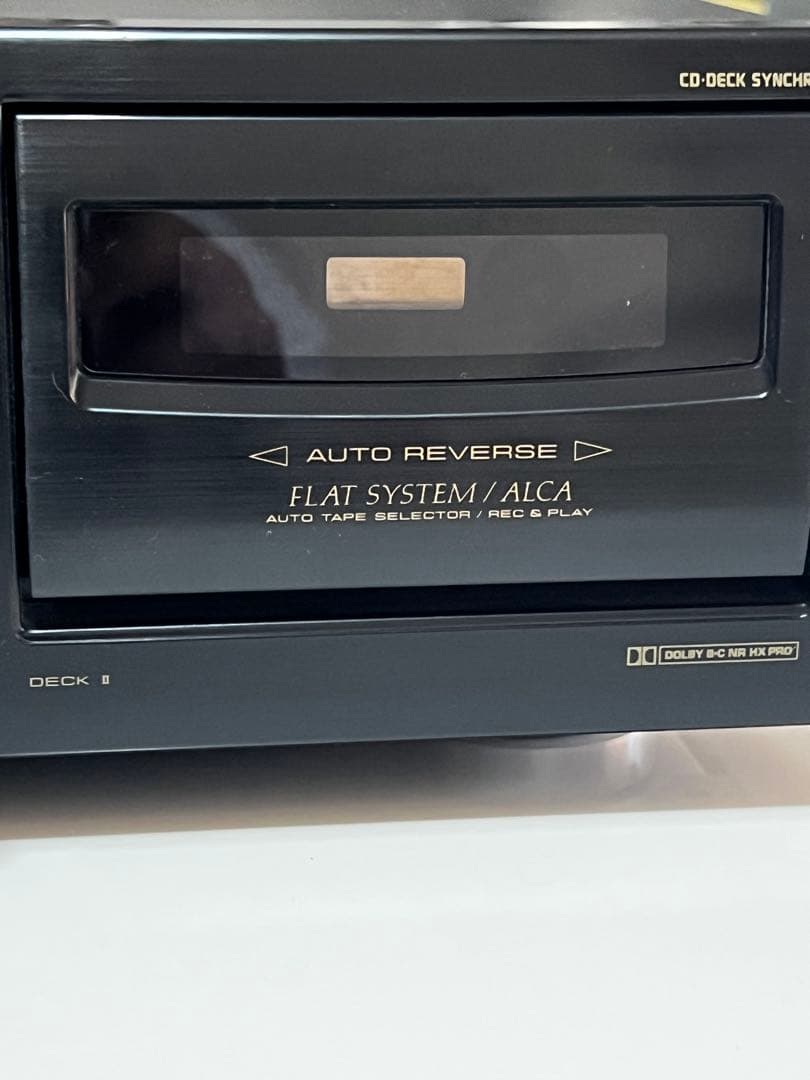 CD·DECK SYNCHR
◁ AUTO REVERSE ▷
FLAT SYSTEM / ALCA
AUTO TAPE SELECTOR / REC & PLAY
DOLBY B·C NR HX PRO
DECK II